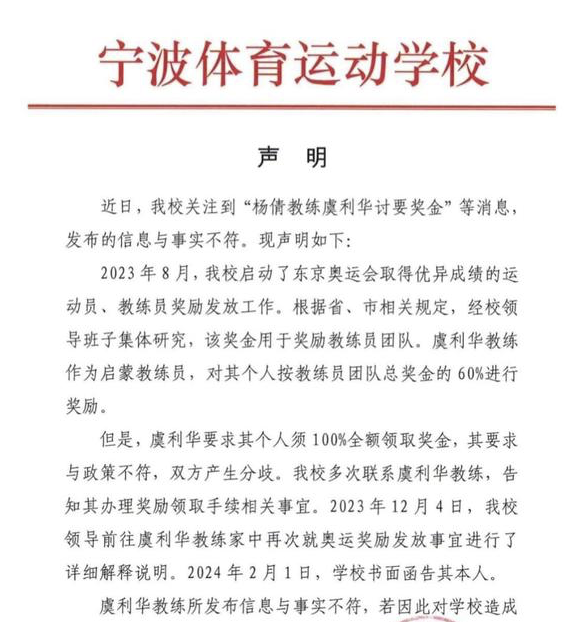 宁波体育运动学校
声 明
近日，我校关注到“杨倩教练虞利华讨要奖金”等消息，
发布的信息与事实不符。现声明如下：
2023 年 8 月，我校启动了东京奥运会取得优异成绩的运
动员、教练员奖励发放工作。根据省、市相关规定，经校领
导班子集体研究，该奖金用于奖励教练员团队。虞利华教练
作为启蒙教练员，对其个人按教练员团队总奖金的 60%进行
奖励。
但是，虞利华要求其个人须 100%全额领取奖金，其要求
与政策不符，双方产生分歧。我校多次联系虞利华教练，告
知其办理奖励领取手续相关事宜。2023 年 12 月 4 日，我校
领导前往虞利华教练家中再次就奥运奖励发放事宜进行了
详细解释说明。2024 年 2 月 1 日，学校书面函告其本人。
虞利华教练所发布信息与事实不符，若因此对学校造成